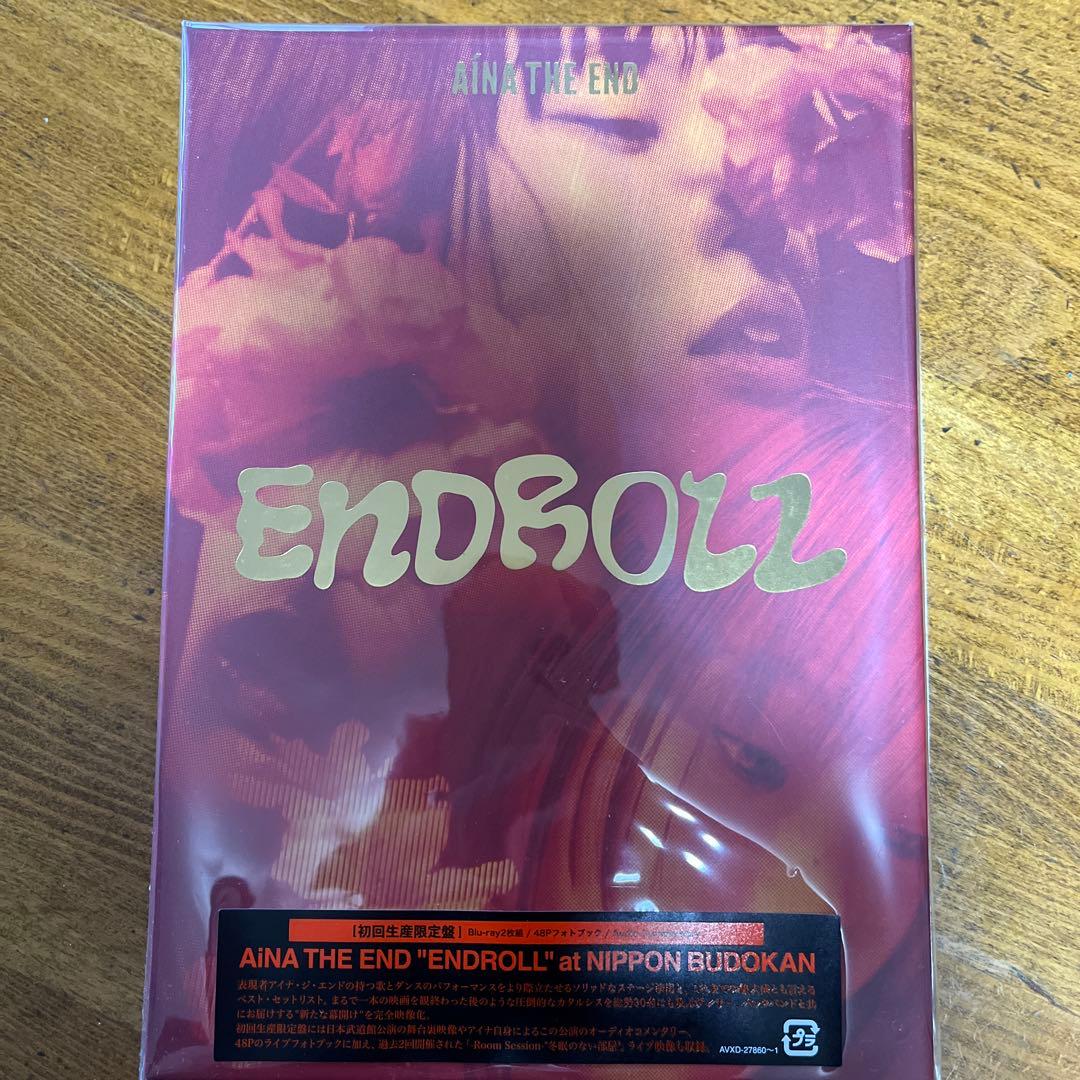 AíNA THE END
ENDROLL
[初回生産限定盤] Blu-ray2枚組 / 48Pフォトブック /
AiNA THE END "ENDROLL" at NIPPON BUDOKAN
表現者アイナ・ジ・エンドの持つ歌とダンスのパフォーマンスをより際立たせるソリッドなステージ
ベスト・セットリスト。まるで一本の映画を観終わった後のような圧倒的なカタルシスを総勢30名
にお届けする"新たな幕開け"を完全映像化。
初回生産限定盤には日本武道館公演の舞台裏映像やアイナ自身によるこの公演のオーディオコメンタリー、
48Pのライブフォトブックに加え、過去2回開催された「-Room Session-"冬眠のない部屋"」ライブ映像も収録。
プラ
AVXD-27860〜1